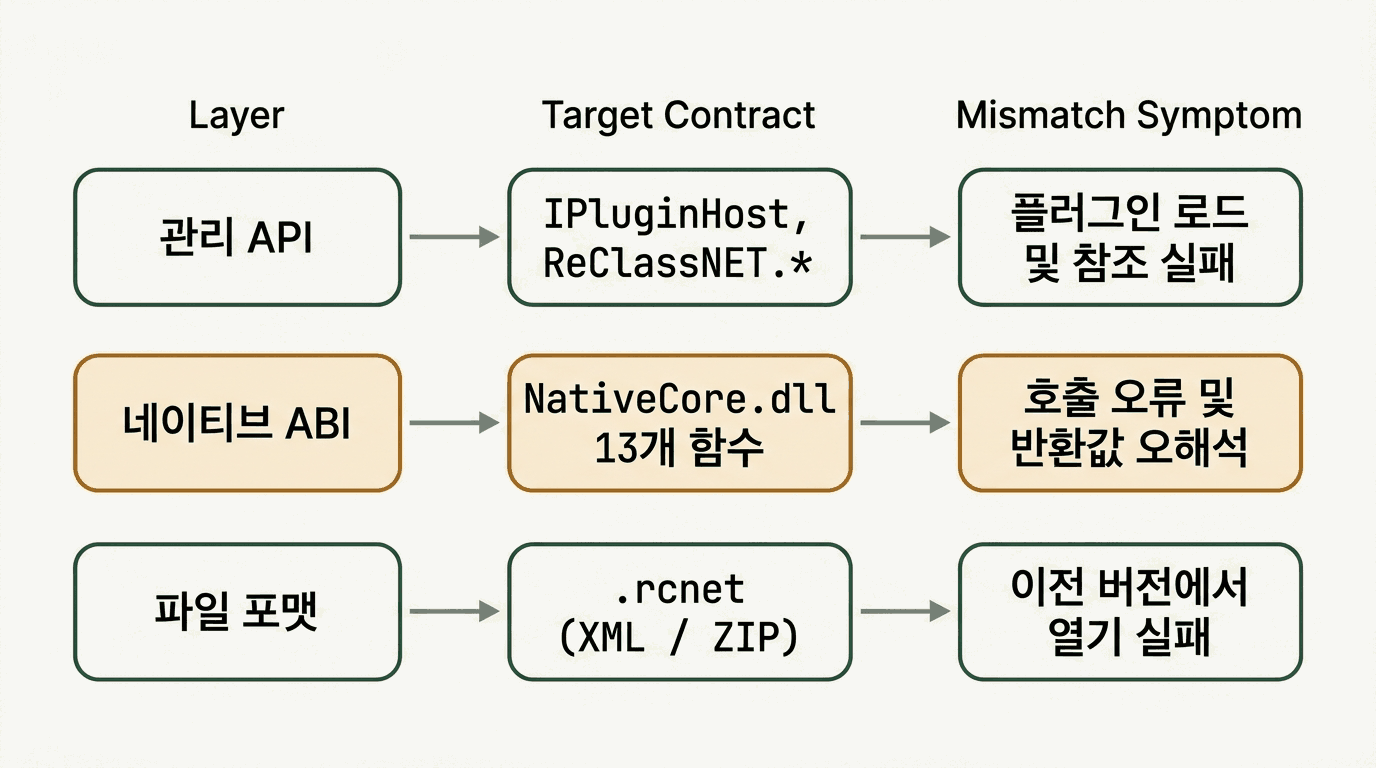 Layer
Target Contract
Mismatch Symptom
관리 API
IPluginHost,
ReClassNET.*
플러그인 로드
및 참조 실패
네이티브 ABI
NativeCore.dll
13개 함수
호출 오류 및
반환값 오해석
파일 포맷
.rcnet
(XML / ZIP)
이전 버전에서
열기 실패